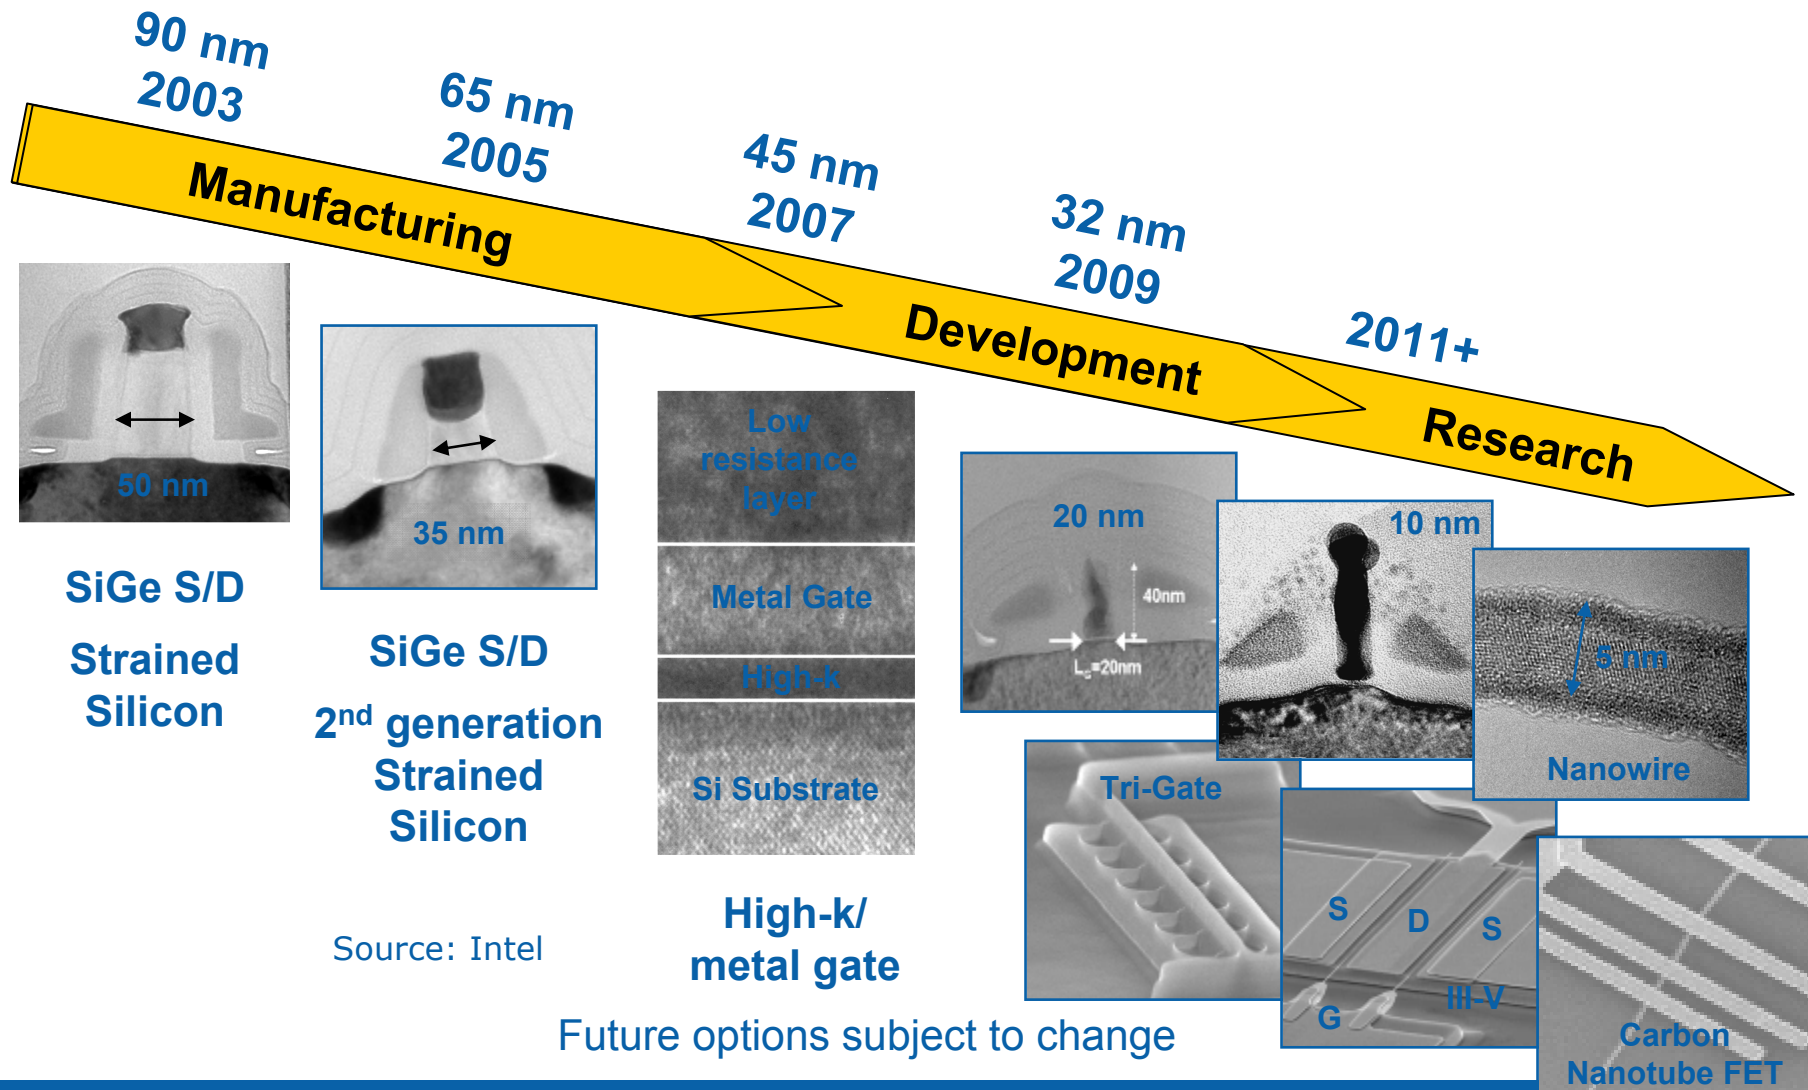 90 nm
2003
65 nm
2005
45 nm
2007
32 nm
2009
2011+
Manufacturing
Development
Research
50 nm
SiGe S/D
Strained
Silicon
35 nm
SiGe S/D
2nd generation
Strained
Silicon
Low
resistance
layer
Metal Gate
High-k
Si Substrate
High-k/
metal gate
20 nm
40nm
LG=20nm
10 nm
5 nm
Nanowire
Tri-Gate
S
D
S
G
III-V
Carbon
Nanotube FET
Source: Intel
Future options subject to change